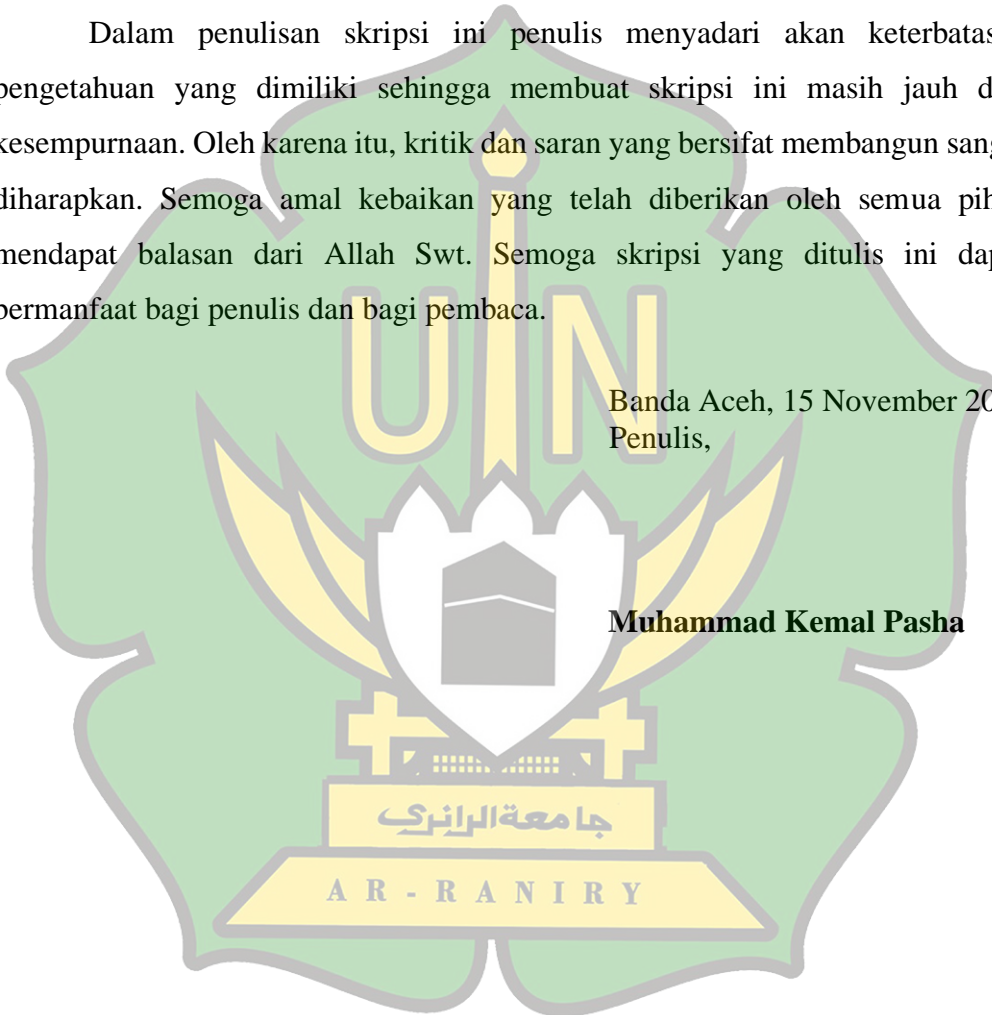 Dalam penulisan skripsi ini penulis menyadari akan keterbatas
pengetahuan yang dimiliki sehingga membuat skripsi ini masih jauh d
kesempurnaan. Oleh karena itu, kritik dan saran yang bersifat membangun sang
diharapkan. Semoga amal kebaikan yang telah diberikan oleh semua pih
mendapat balasan dari Allah Swt. Semoga skripsi yang ditulis ini dap
bermanfaat bagi penulis dan bagi pembaca.
UIN
Banda Aceh, 15 November 20
Penulis,
Muhammad Kemal Pasha
جامعة الرانري
AR-RANIRY